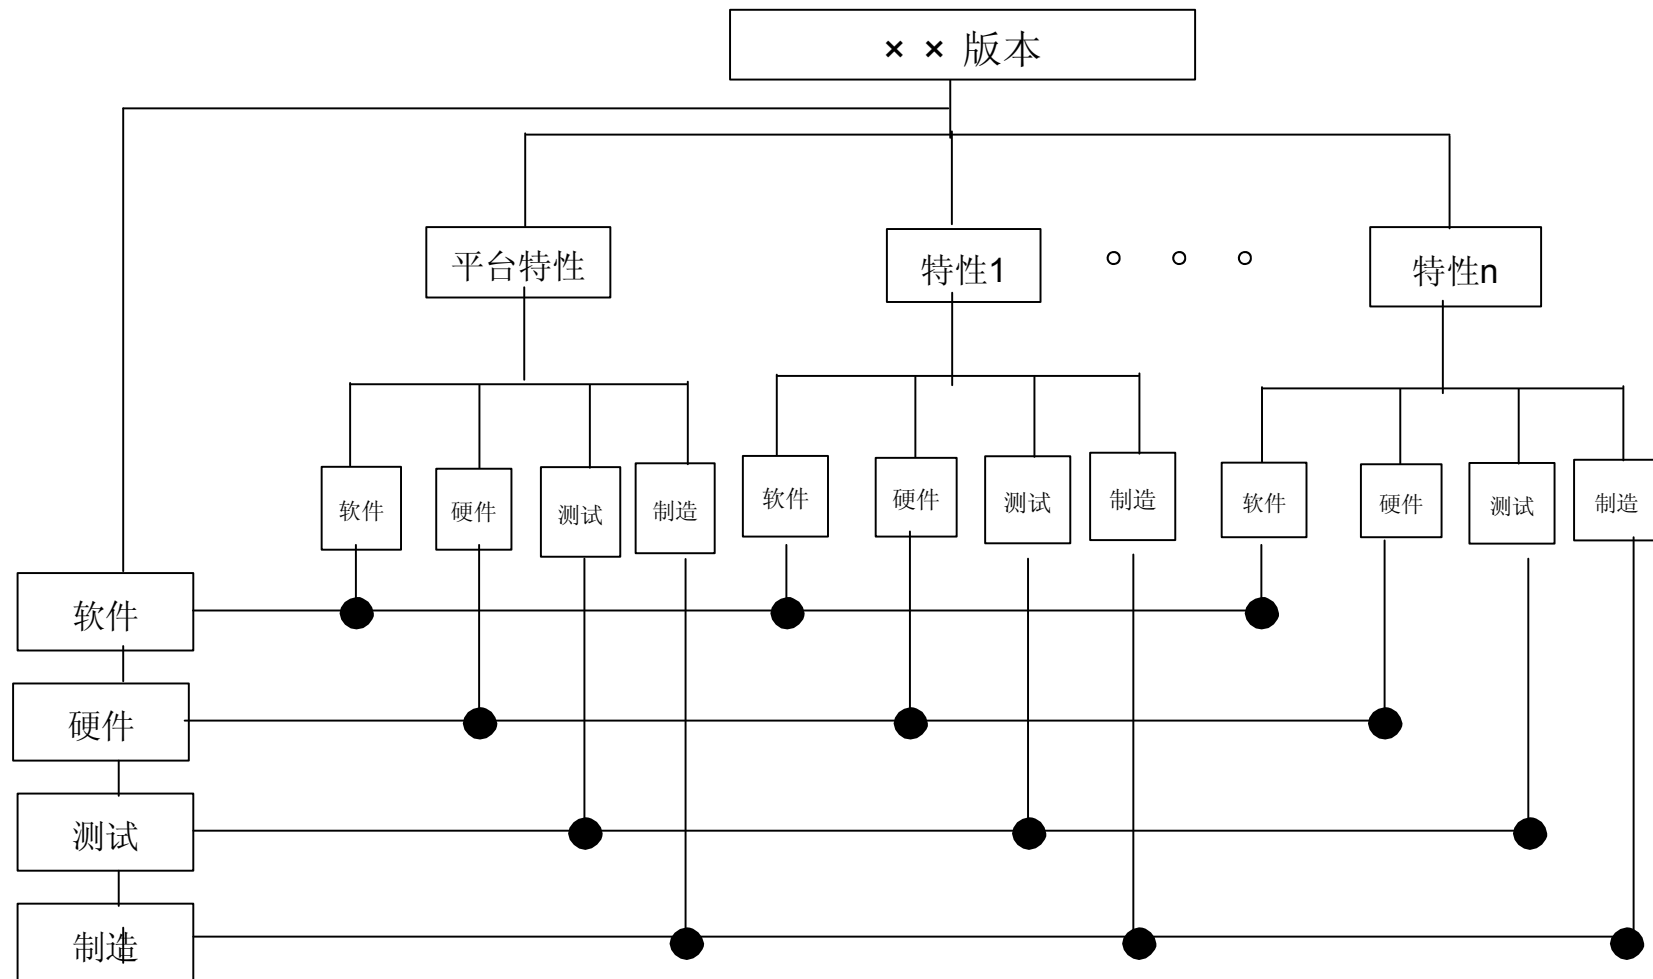 × × 版本
平台特性
特性1
。 。 。
特性n
软件 硬件 测试 制造 软件 硬件 测试 制造 软件 硬件 测试 制造
软件
硬件
测试
制造